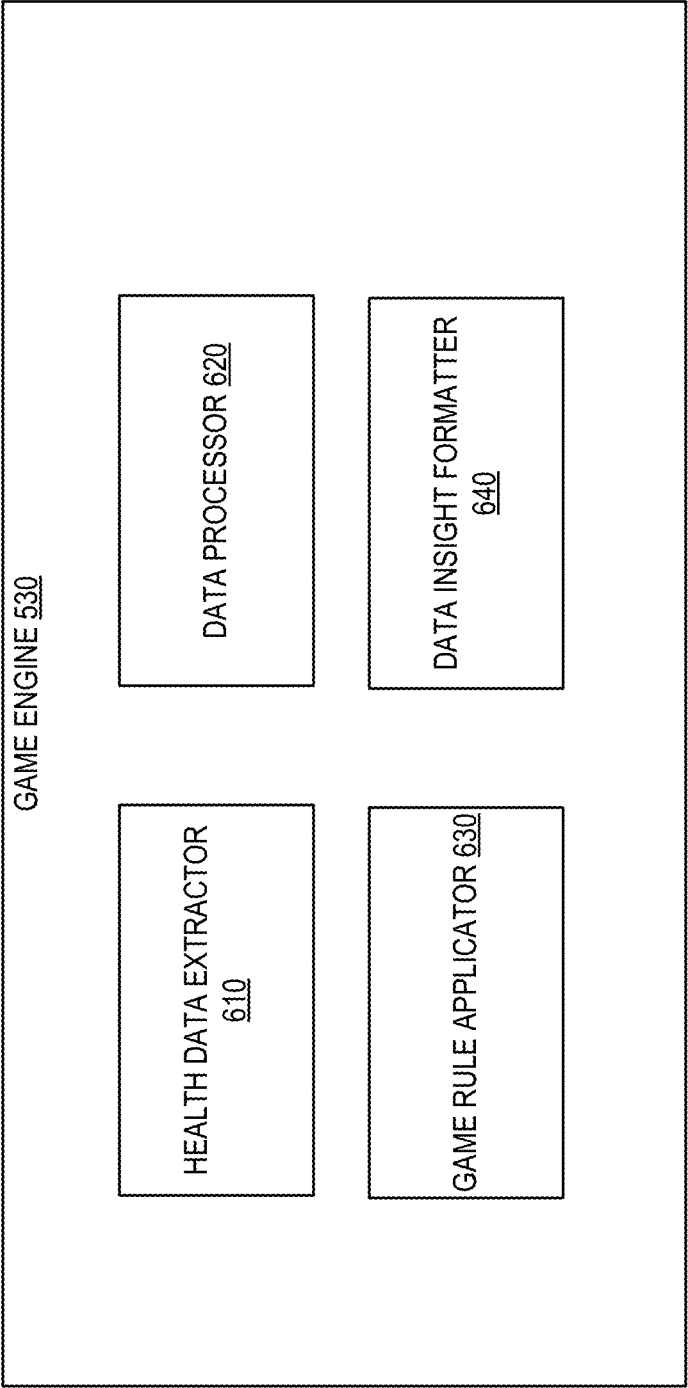 GAME ENGINE 530
HEALTH DATA EXTRACTOR
610
DATA PROCESSOR 620
GAME RULE APPLICATOR 630
DATA INSIGHT FORMATTER
640